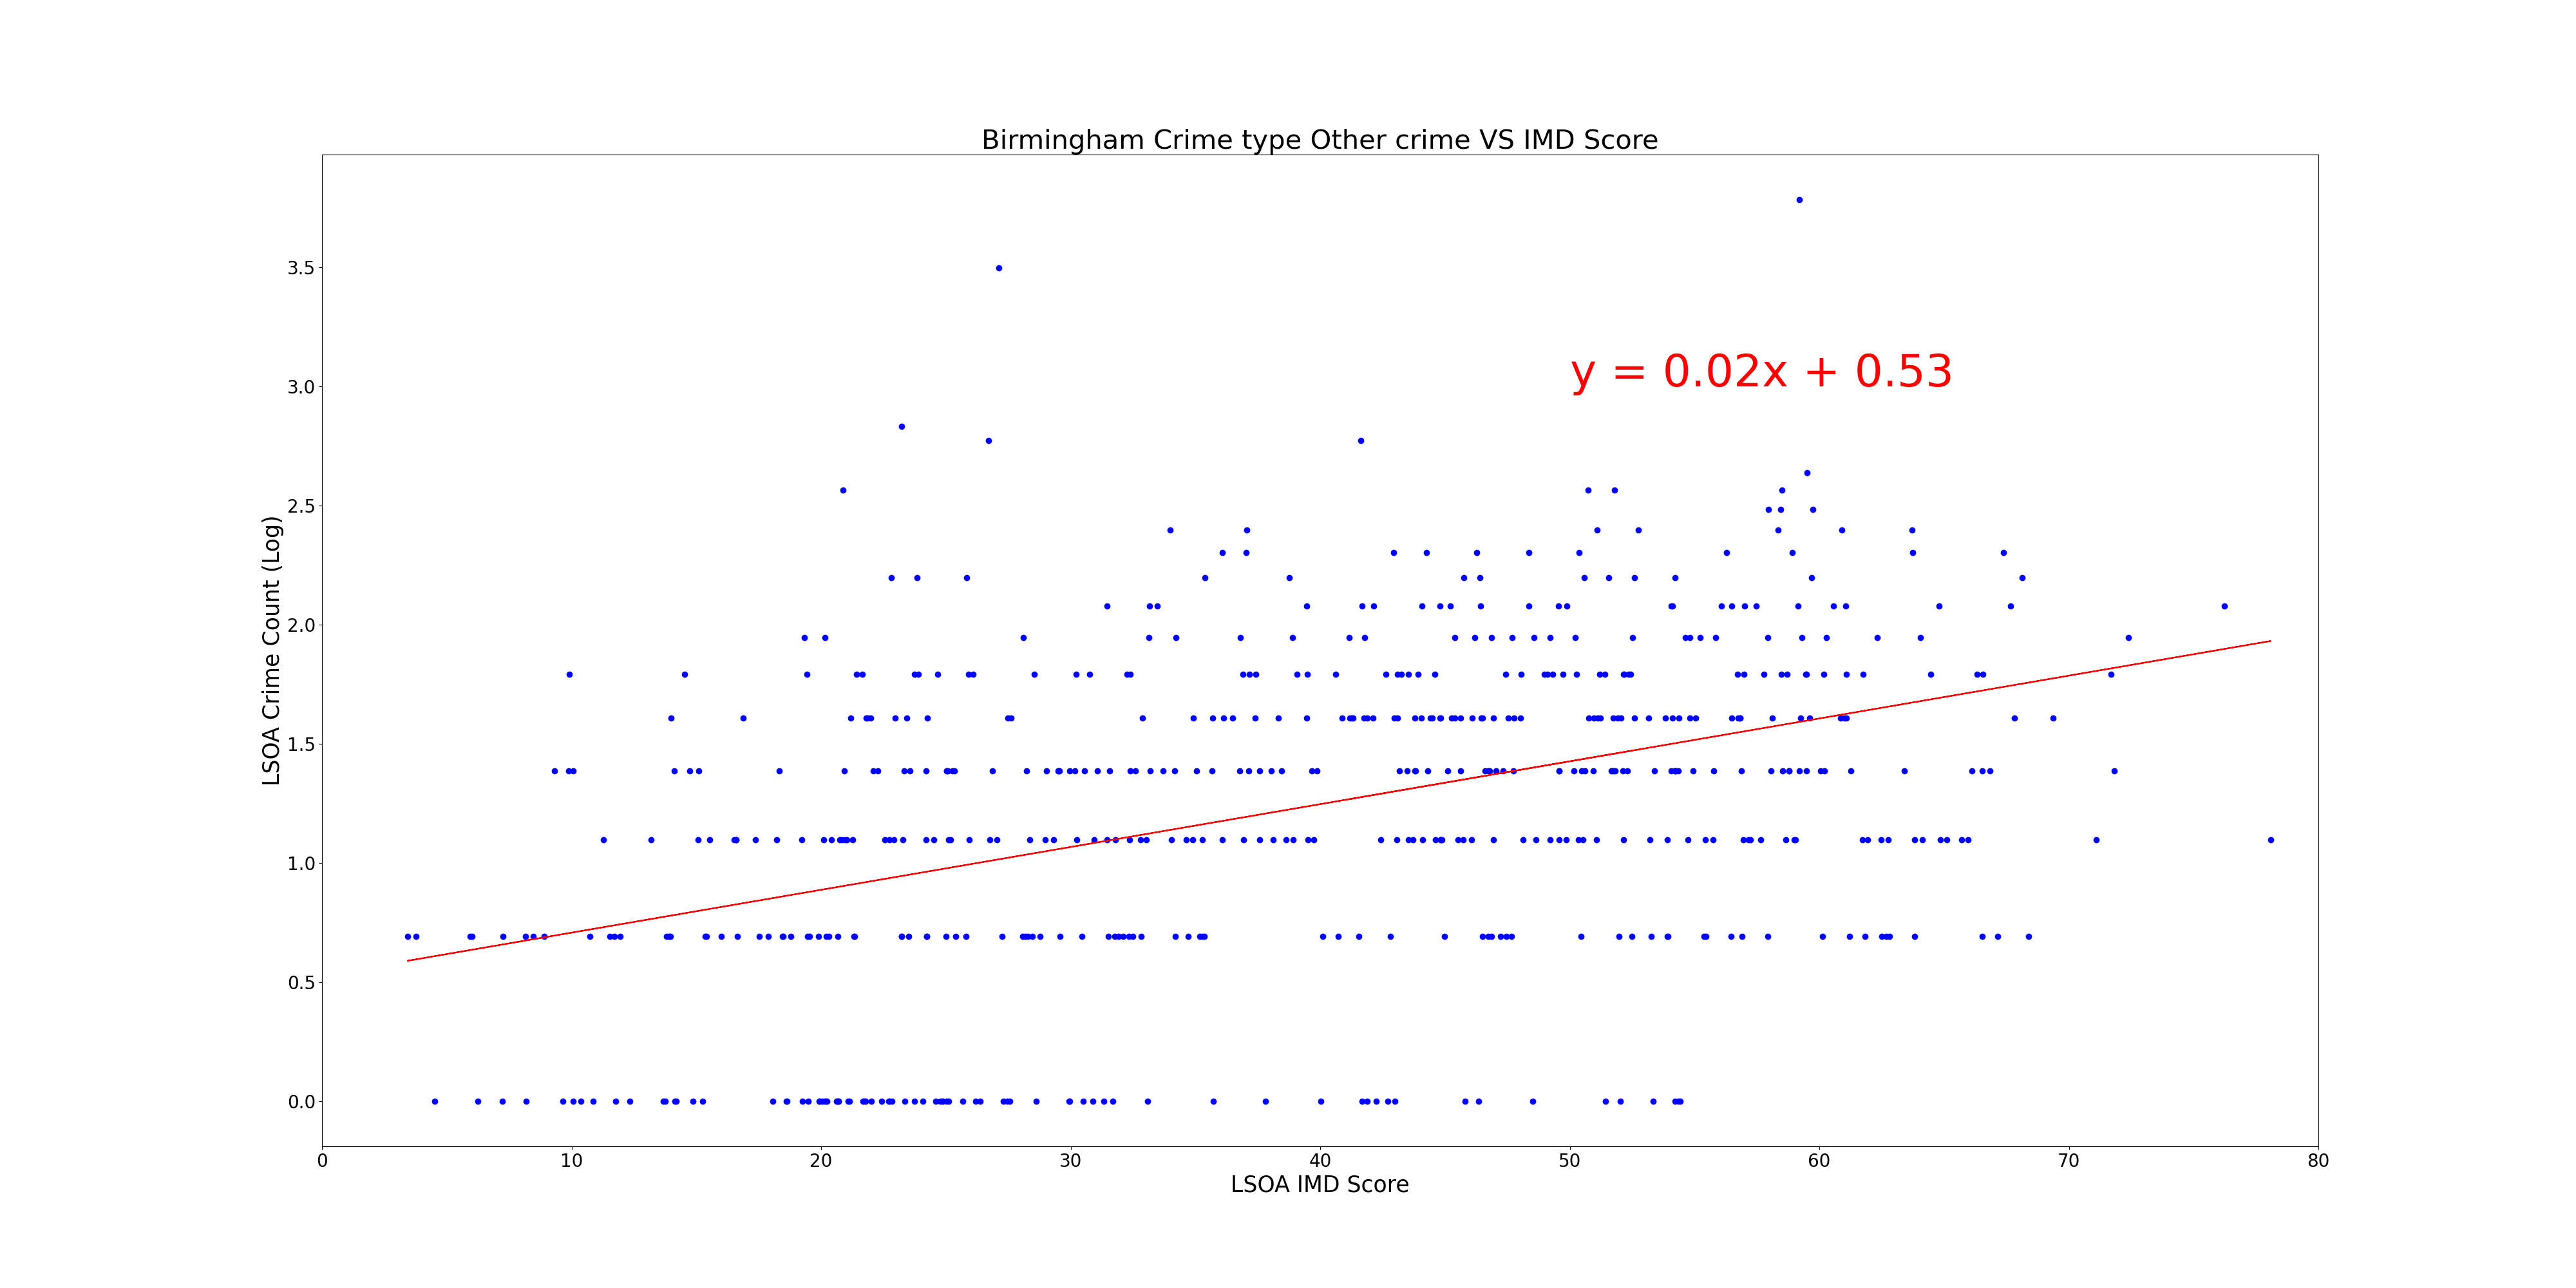 Birmingham Crime type Other crime VS IMD Score
3.5
y = 0.02x + 0.53
3.0
2.5
LSOA Crime Count (Log)
2.0
1.5
1.0
0.5
0.0
0 10 20 30 40 50 60 70 80
LSOA IMD Score